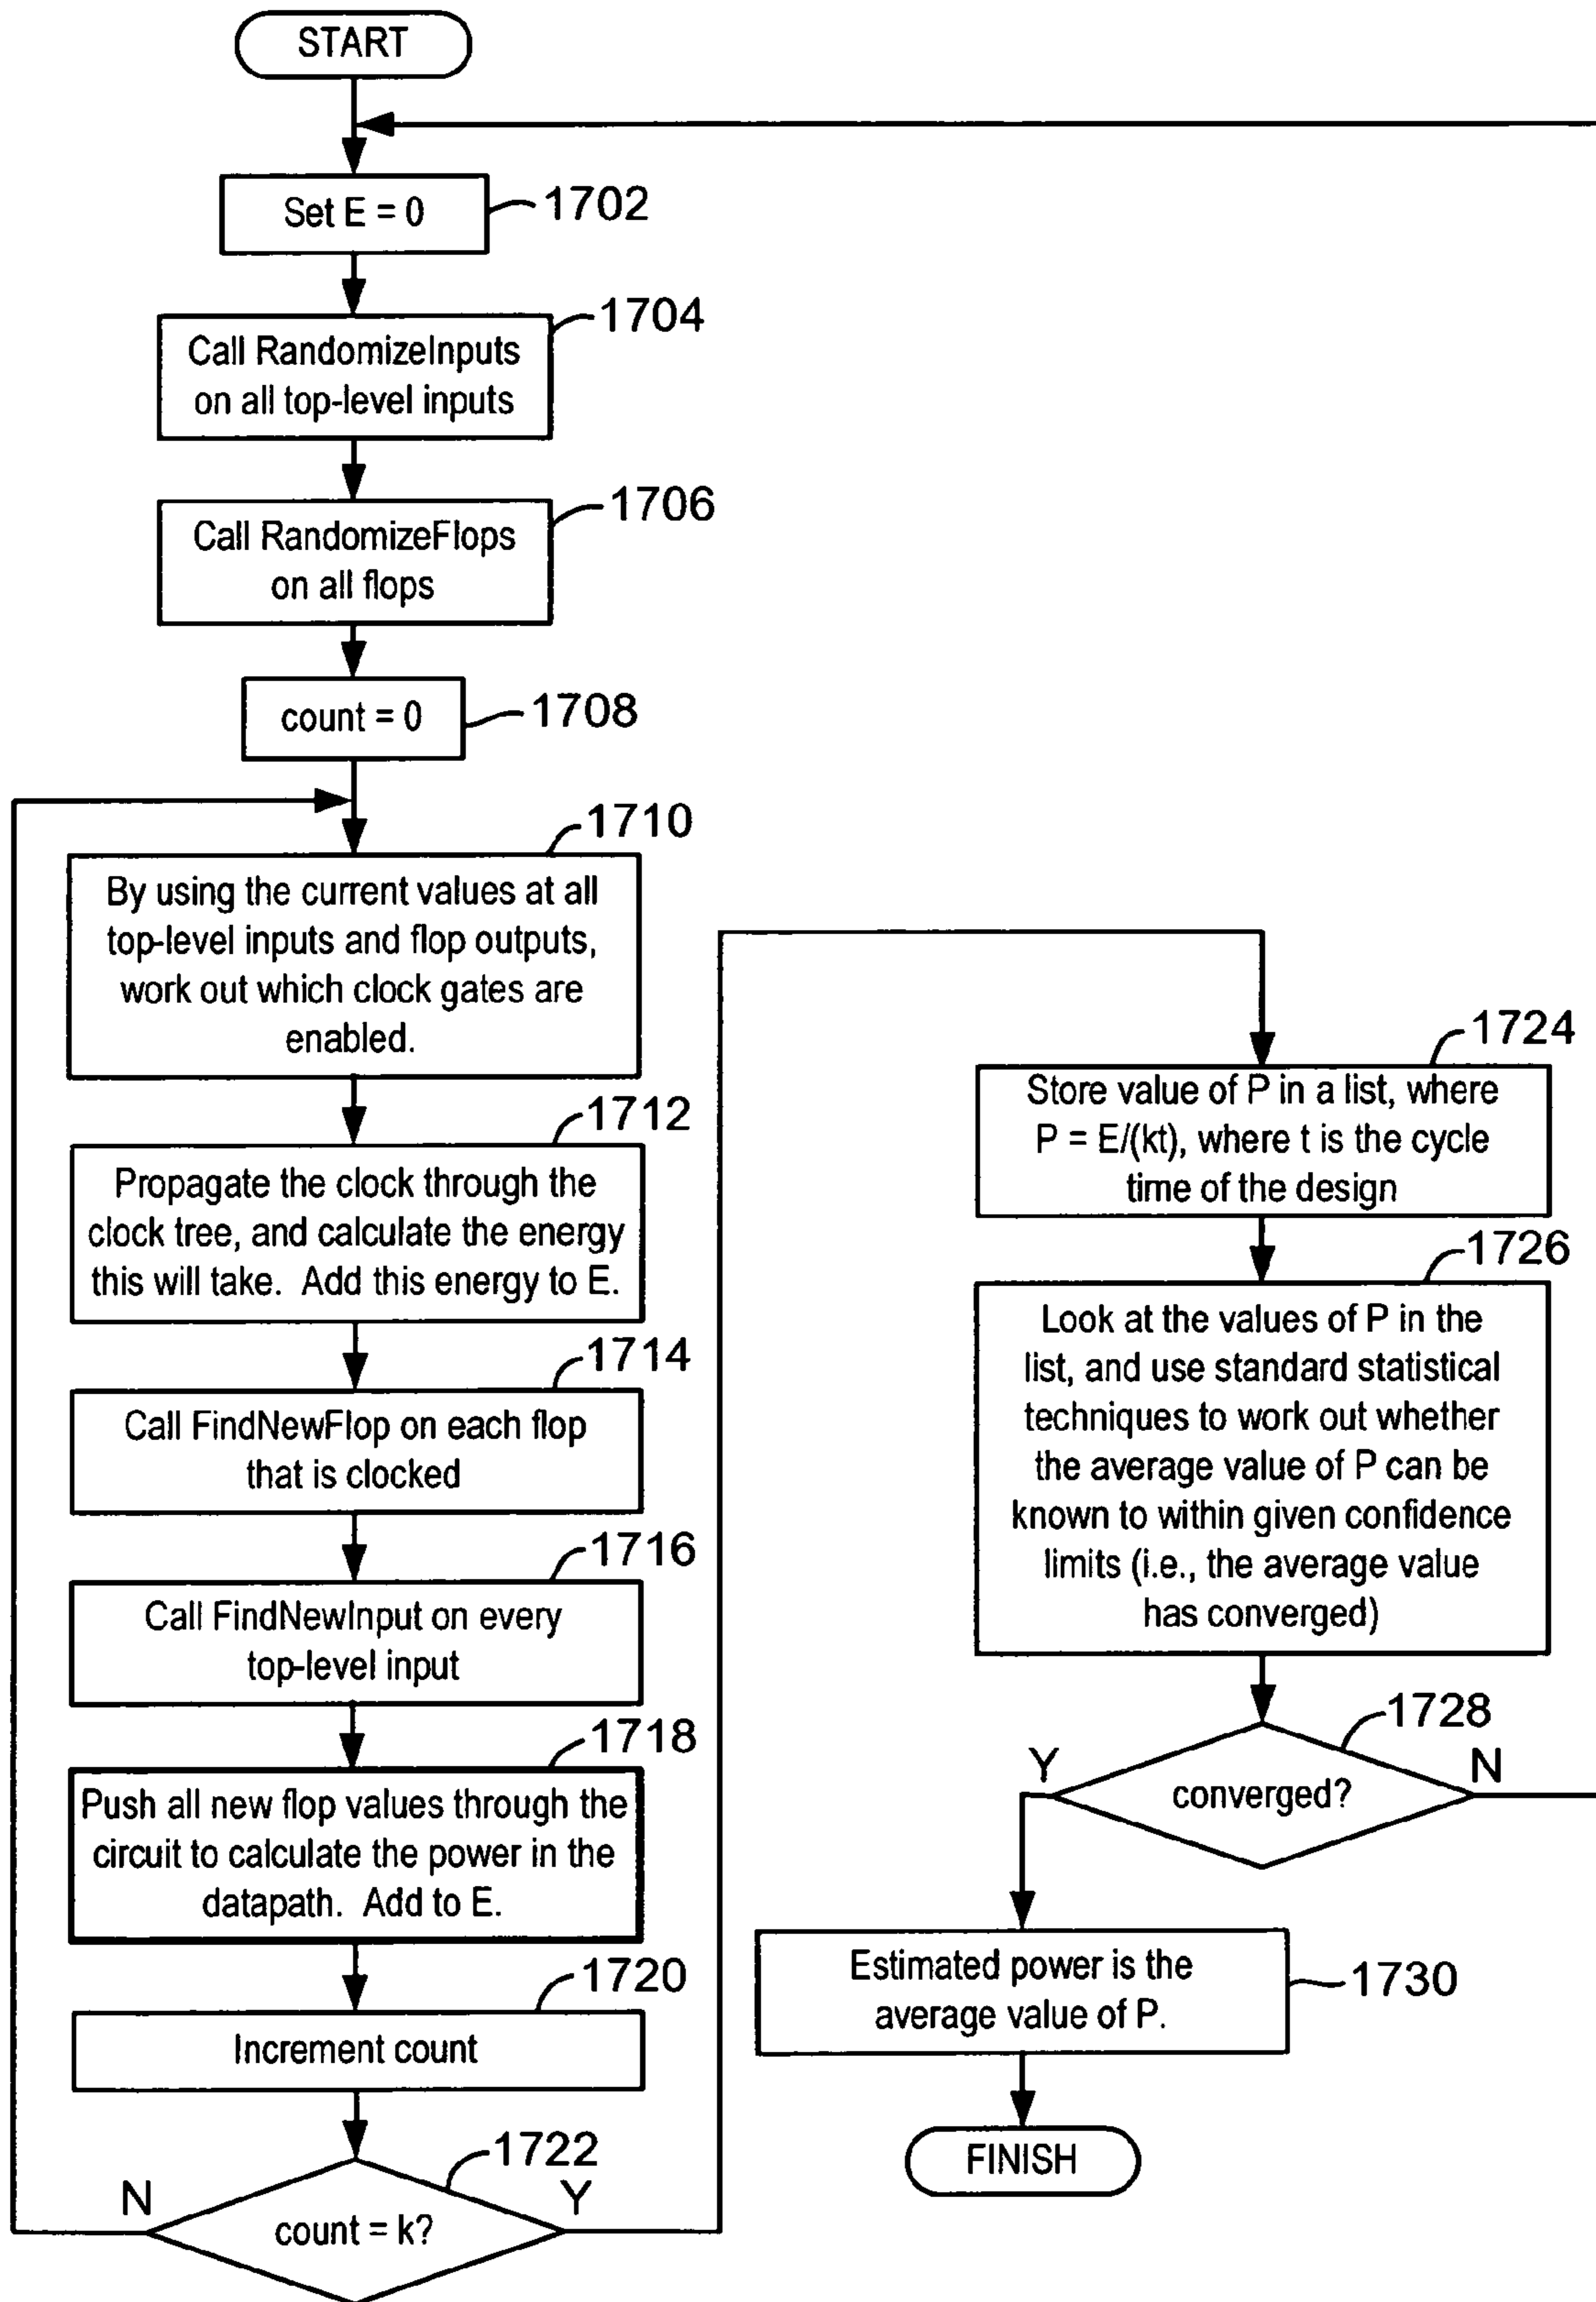 START
Set E = 0
1702
1704
Call RandomizeInputs
on all top-level inputs
1706
Call RandomizeFlops
on all flops
count = 0
1708
1710
By using the current values at all
top-level inputs and flop outputs,
work out which clock gates are
enabled.
1712
Propagate the clock through the
clock tree, and calculate the energy
this will take. Add this energy to E.
1714
Call FindNewFlop on each flop
that is clocked
1716
Call FindNewInput on every
top-level input
1718
Push all new flop values through the
circuit to calculate the power in the
datapath. Add to E.
1720
Increment count
1722
N
Y
count = k?
1724
Store value of P in a list, where
P = E/(kt), where t is the cycle
time of the design
1726
Look at the values of P in the
list, and use standard statistical
techniques to work out whether
the average value of P can be
known to within given confidence
limits (i.e., the average value
has converged)
1728
Y
N
converged?
Estimated power is the
average value of P.
1730
FINISH